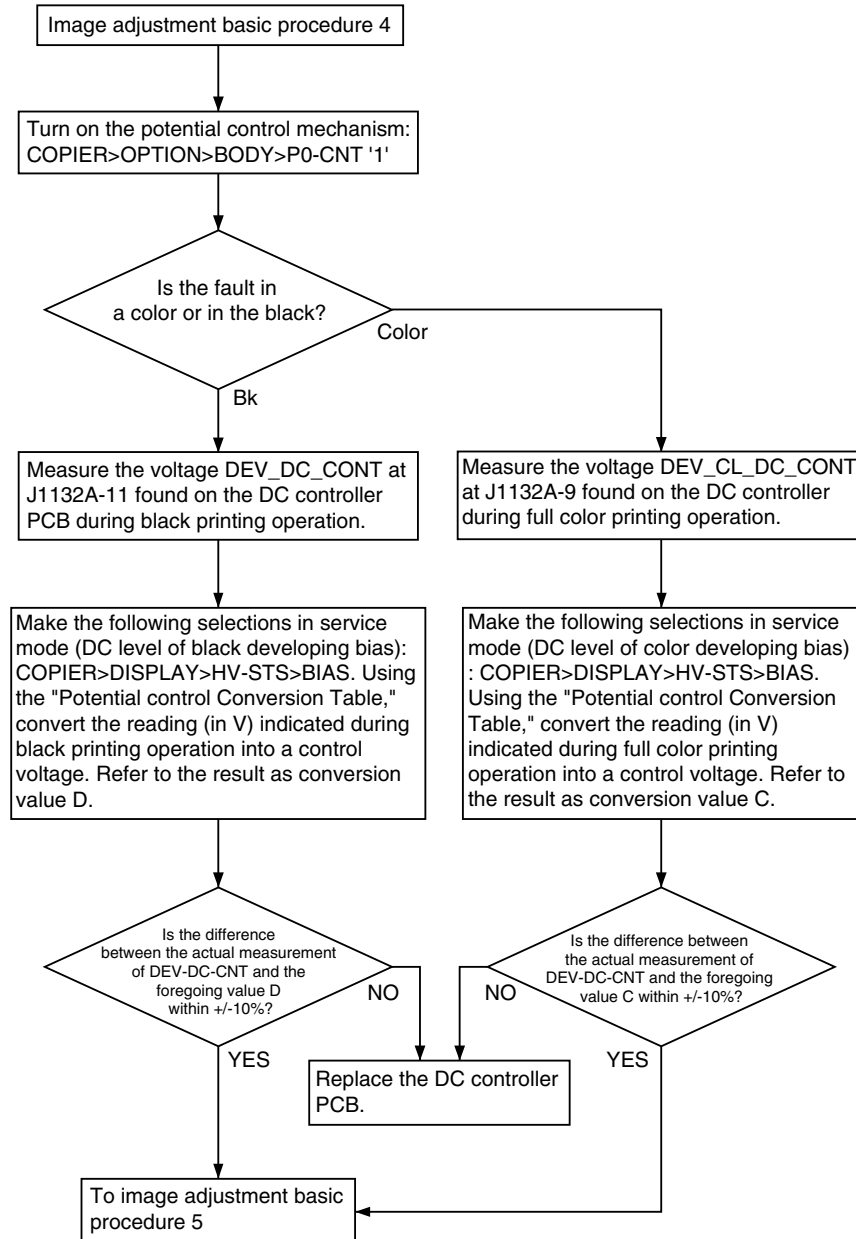 Image adjustment basic procedure 4
Turn on the potential control mechanism:
COPIER>OPTION>BODY>P0-CNT '1'
Is the fault in
a color or in the black?
Color
Bk
Measure the voltage DEV_DC_CONT at
J1132A-11 found on the DC controller
PCB during black printing operation.
Measure the voltage DEV_CL_DC_CONT
at J1132A-9 found on the DC controller
during full color printing operation.
Make the following selections in service
mode (DC level of black developing bias):
COPIER>DISPLAY>HV-STS>BIAS. Using
the "Potential control Conversion Table,"
convert the reading (in V) indicated during
black printing operation into a control
voltage. Refer to the result as conversion
value D.
Make the following selections in service
mode (DC level of color developing bias)
: COPIER>DISPLAY>HV-STS>BIAS.
Using the "Potential control Conversion
Table," convert the reading (in V)
indicated during full color printing
operation into a control voltage. Refer to
the result as conversion value C.
Is the difference
between the actual measurement
of DEV-DC-CNT and the
foregoing value D
within +/-10%?
NO
YES
Is the difference between
the actual measurement of
DEV-DC-CNT and the foregoing
value C within +/-10%?
NO
YES
Replace the DC controller
PCB.
To image adjustment basic
procedure 5